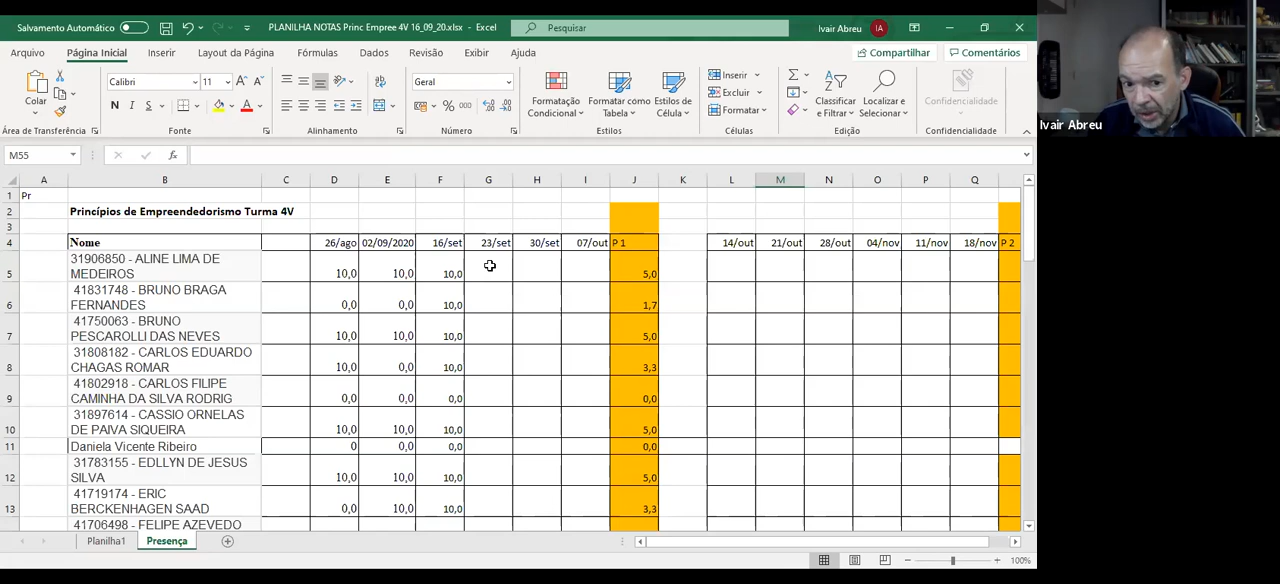 Salvamento Automático
PLANILHA NOTAS Princ Empree 4V 16_09_20.xlsx - Excel
Pesquisar
Ivair Abreu IA
Arquivo Página Inicial Inserir Layout da Página Fórmulas Dados Revisão Exibir Ajuda Compartilhar Comentários
Colar
Calibri 11
N I S
Geral
Formatação Condicional
Formatar como Tabela
Estilos de Célula
Inserir
Excluir
Formatar
Classificar e Filtrar
Localizar e Selecionar
Confidencialidade
Área de Transferência Fonte Alinhamento Número Estilos Células Edição Confidencialidade
Ivair Abreu
M55 fx
A B C D E F G H I J K L M N O P Q
1 Pr
2 Princípios de Empreendedorismo Turma 4V
3
4 Nome 26/ago 02/09/2020 16/set 23/set 30/set 07/out P 1 14/out 21/out 28/out 04/nov 11/nov 18/nov P 2
31906850 - ALINE LIMA DE
5 MEDEIROS 10,0 10,0 10,0 5,0
41831748 - BRUNO BRAGA
6 FERNANDES 0,0 0,0 10,0 1,7
41750063 - BRUNO
7 PESCAROLLI DAS NEVES 10,0 10,0 10,0 5,0
31808182 - CARLOS EDUARDO
8 CHAGAS ROMAR 10,0 0,0 10,0 3,3
41802918 - CARLOS FILIPE
9 CAMINHA DA SILVA RODRIG 0,0 0,0 0,0 0,0
31897614 - CASSIO ORNELAS
10 DE PAIVA SIQUEIRA 10,0 10,0 10,0 5,0
11 Daniela Vicente Ribeiro 0 0,0 0,0 0,0
31783155 - EDLLYN DE JESUS
12 SILVA 10,0 10,0 10,0 5,0
41719174 - ERIC
13 BERCKENHAGEN SAAD 0,0 10,0 10,0 3,3
41706498 - FELIPE AZEVEDO
Planilha1 Presença
100%